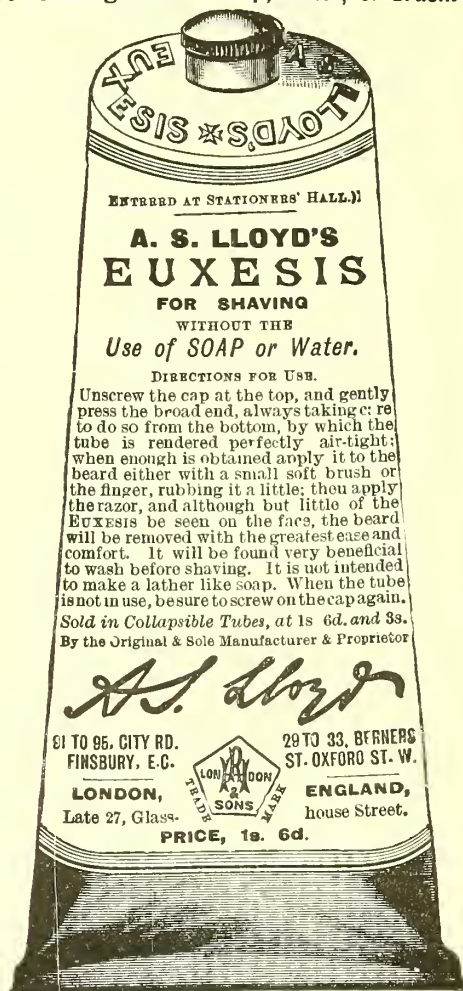 A. S. LLOYD'S EUXESIS
ENTERED AT STATIONERS' HALL.)]
A. S. LLOYD'S
EUXESIS
FOR SHAVING
WITHOUT THE
Use of SOAP or Water.
DIRECTIONS FOR USE.
Unscrew the cap at the top, and gently
press the broad end, always taking c: re
to do so from the bottom, by which the
tube is rendered perfectly air-tight;
when enough is obtained apply it to the
beard either with a small soft brush or
the finger, rubbing it a little; then apply
the razor, and although but little of the
EUXESIS be seen on the face, the beard
will be removed with the greatest ease and
comfort. It will be found very beneficial
to wash before shaving. It is not intended
to make a lather like soap. When the tube
is not in use, be sure to screw on the cap again.
Sold in Collapsible Tubes, at 1s 6d. and 3s.
By the Original & Sole Manufacturer & Proprietor
A.S. Lloyd
91 TO 95, CITY RD. 29 TO 33, BERNERS
FINSBURY, E.C. ST. OXFORD ST. W.
LONDON
& SONS
TRADE MARK
LONDON, ENGLAND,
Late 27, Glass- house Street.
PRICE, 1s. 6d.